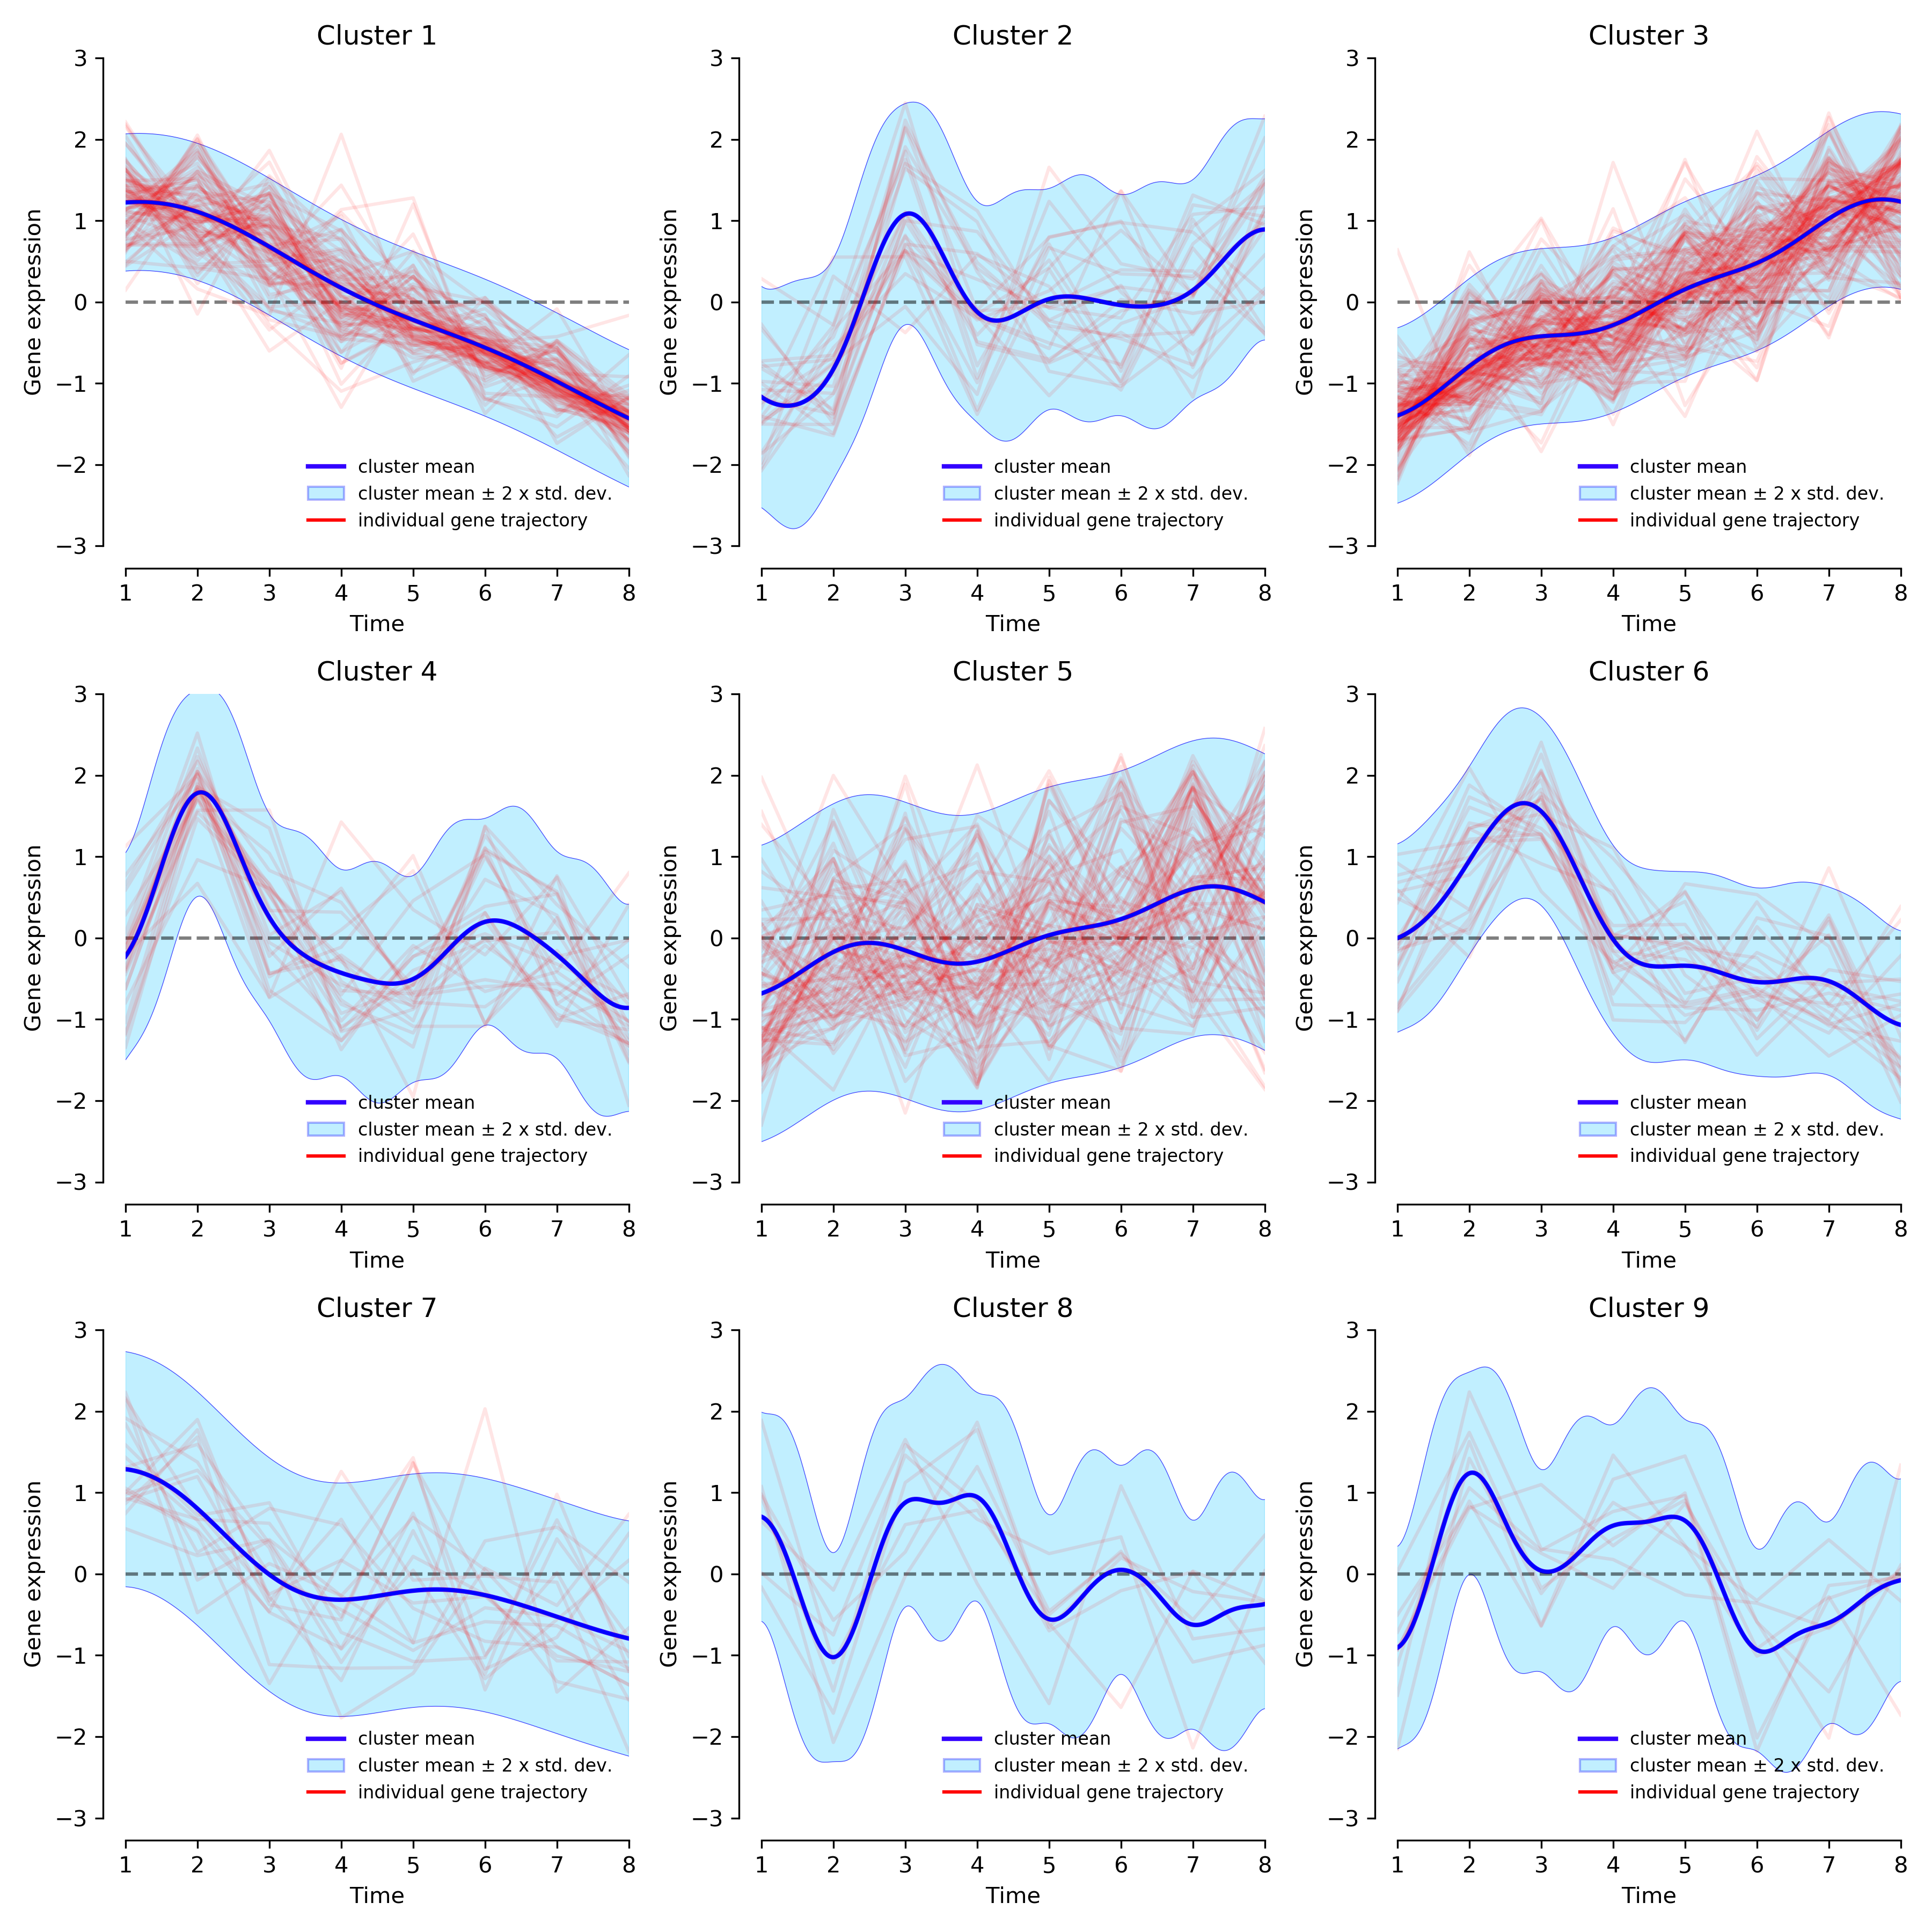 Cluster 1
Gene expression
3
2
1
0
−1
−2
−3
cluster mean
cluster mean ± 2 x std. dev.
individual gene trajectory
1 2 3 4 5 6 7 8
Time
Cluster 2
Gene expression
3
2
1
0
−1
−2
−3
cluster mean
cluster mean ± 2 x std. dev.
individual gene trajectory
1 2 3 4 5 6 7 8
Time
Cluster 3
Gene expression
3
2
1
0
−1
−2
−3
cluster mean
cluster mean ± 2 x std. dev.
individual gene trajectory
1 2 3 4 5 6 7 8
Time
Cluster 4
Gene expression
3
2
1
0
−1
−2
−3
cluster mean
cluster mean ± 2 x std. dev.
individual gene trajectory
1 2 3 4 5 6 7 8
Time
Cluster 5
Gene expression
3
2
1
0
−1
−2
−3
cluster mean
cluster mean ± 2 x std. dev.
individual gene trajectory
1 2 3 4 5 6 7 8
Time
Cluster 6
Gene expression
3
2
1
0
−1
−2
−3
cluster mean
cluster mean ± 2 x std. dev.
individual gene trajectory
1 2 3 4 5 6 7 8
Time
Cluster 7
Gene expression
3
2
1
0
−1
−2
−3
cluster mean
cluster mean ± 2 x std. dev.
individual gene trajectory
1 2 3 4 5 6 7 8
Time
Cluster 8
Gene expression
3
2
1
0
−1
−2
−3
cluster mean
cluster mean ± 2 x std. dev.
individual gene trajectory
1 2 3 4 5 6 7 8
Time
Cluster 9
Gene expression
3
2
1
0
−1
−2
−3
cluster mean
cluster mean ± 2 x std. dev.
individual gene trajectory
1 2 3 4 5 6 7 8
Time